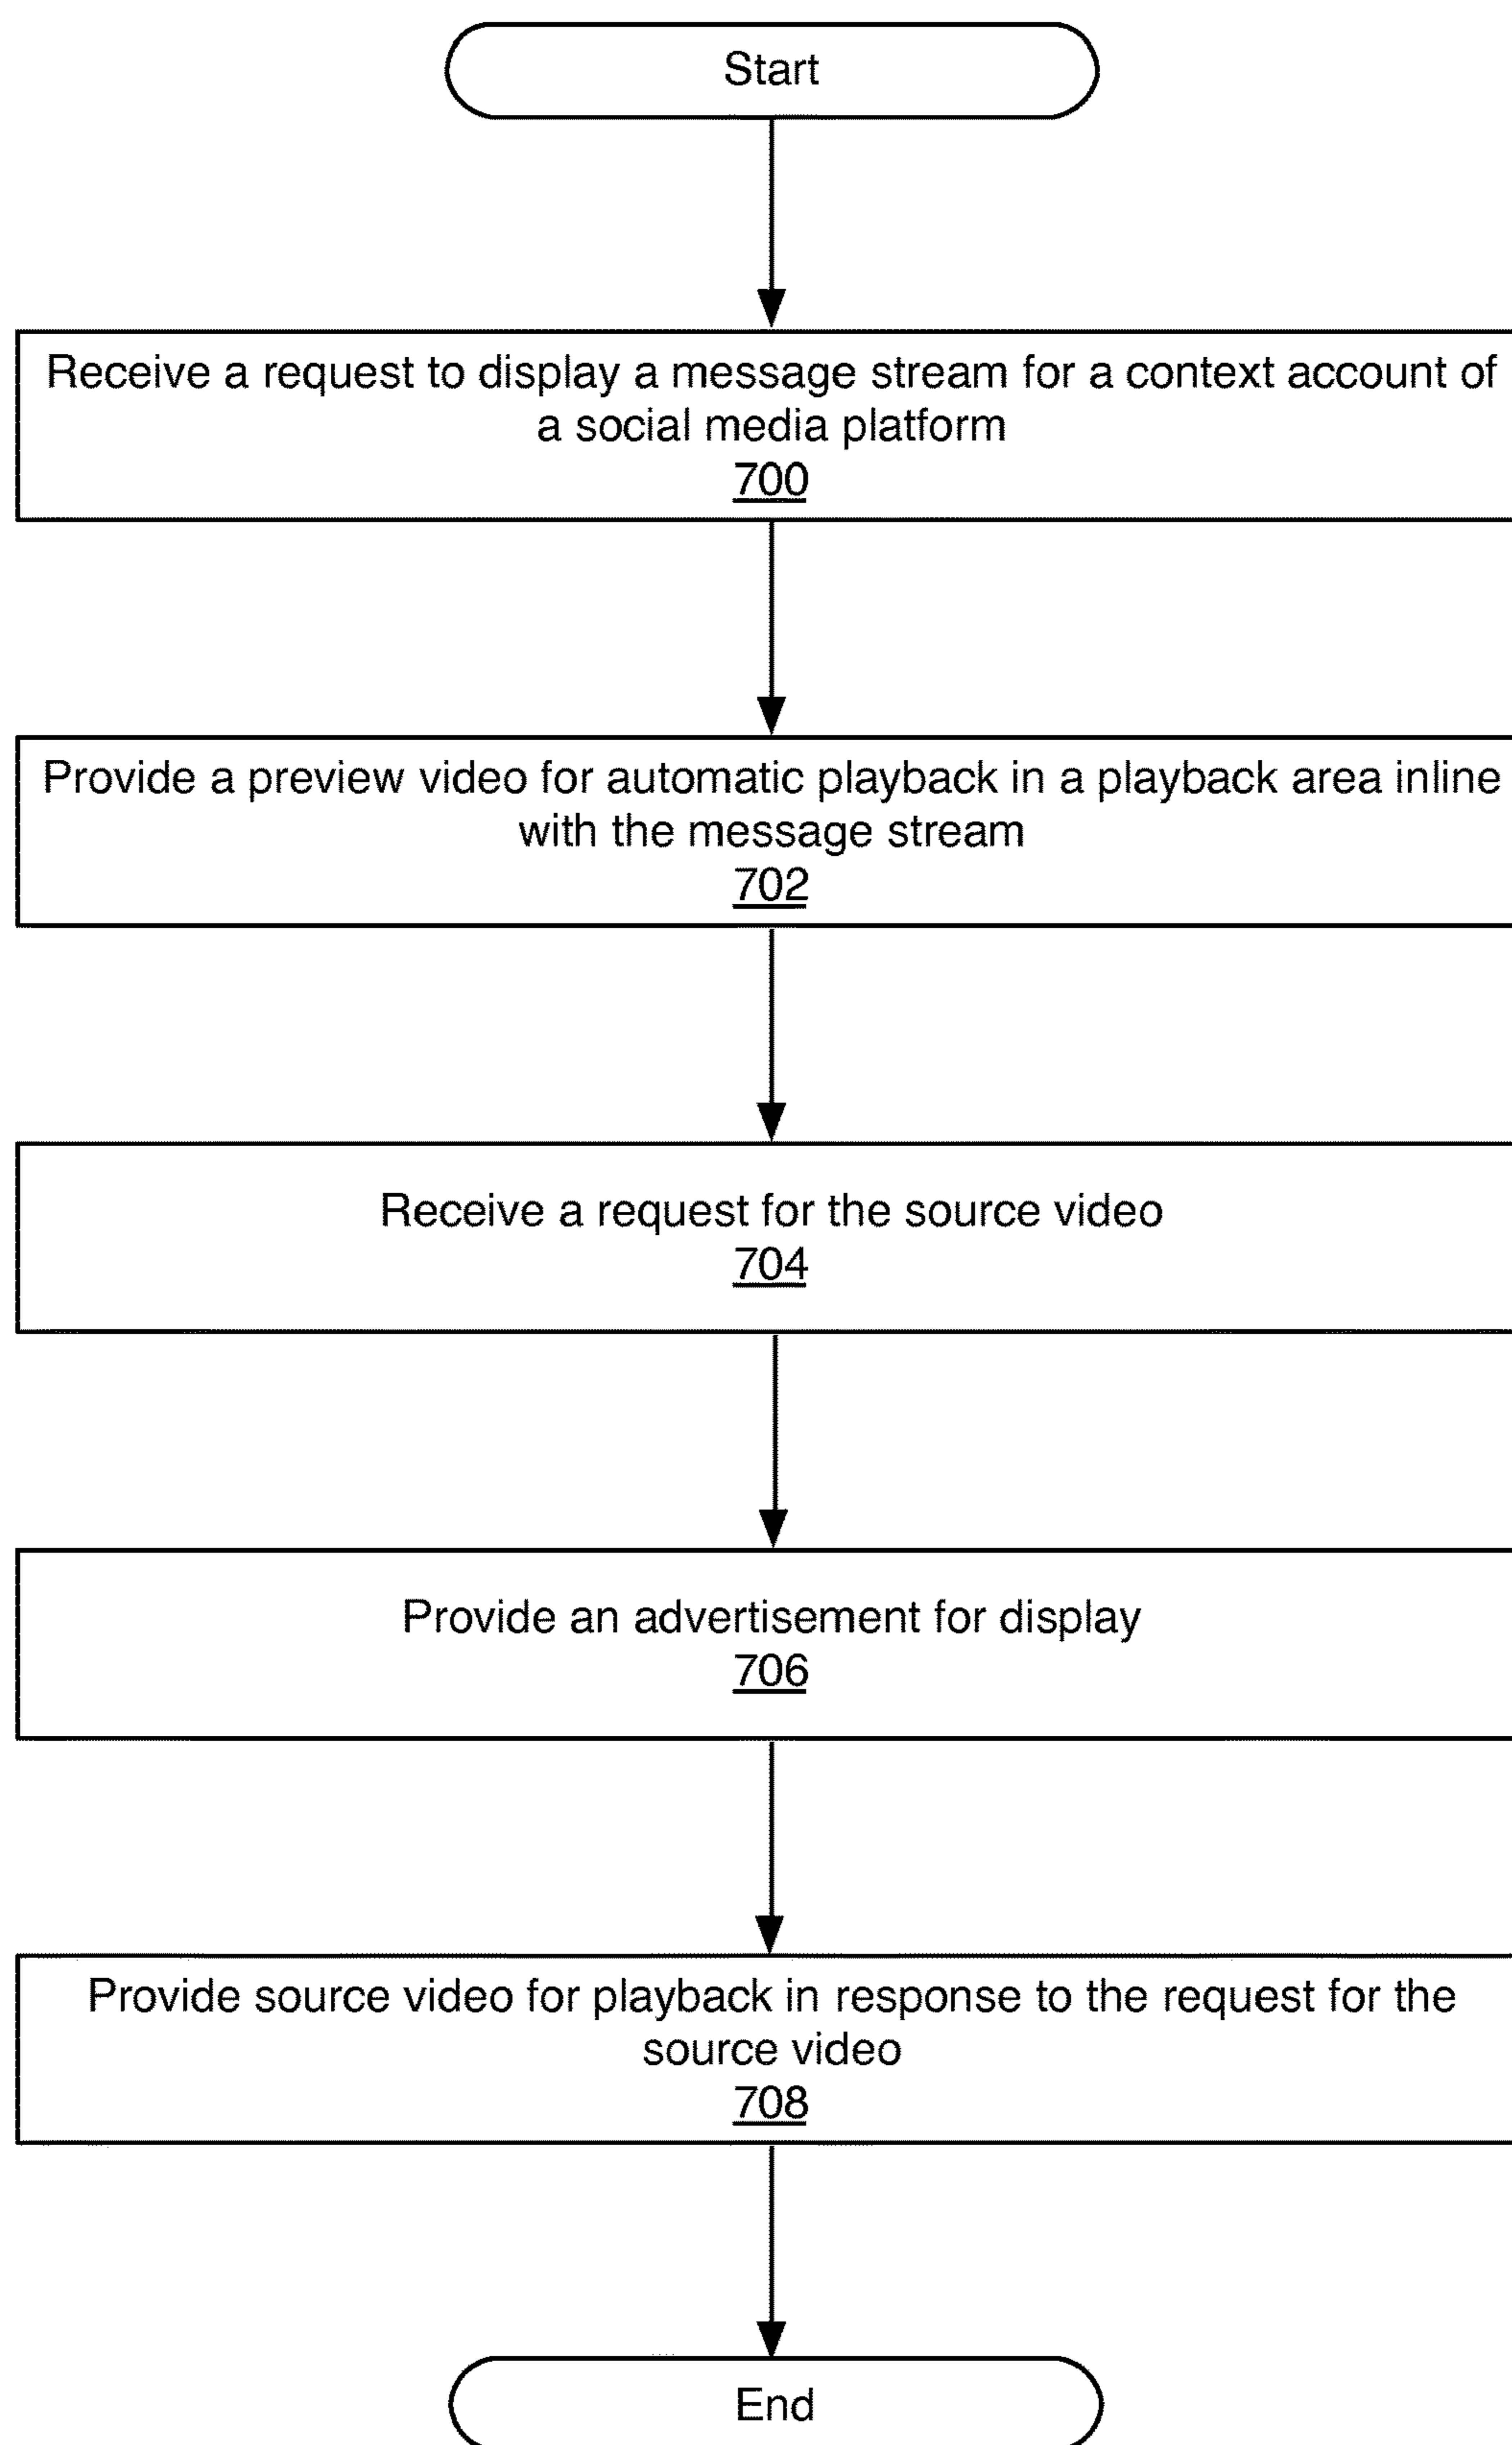 Start
Receive a request to display a message stream for a context account of
a social media platform
700
Provide a preview video for automatic playback in a playback area inline
with the message stream
702
Receive a request for the source video
704
Provide an advertisement for display
706
Provide source video for playback in response to the request for the
source video
708
End